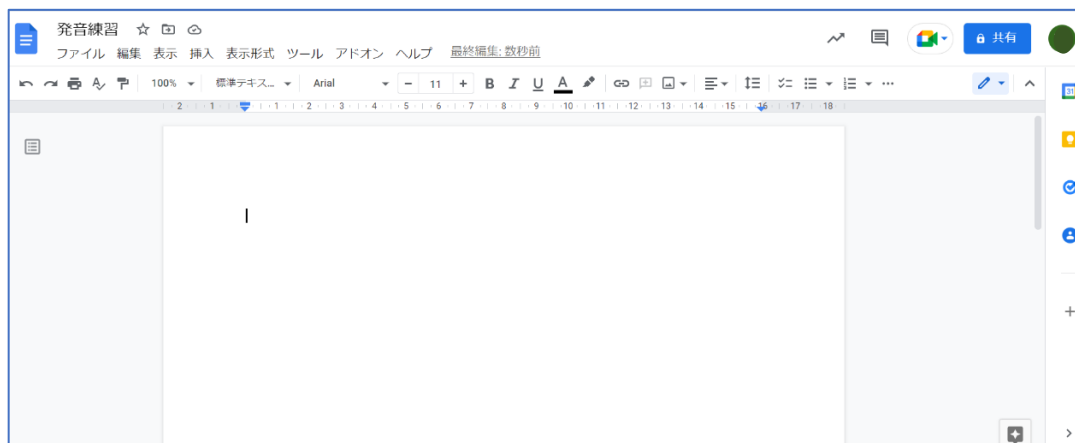 発音練習
ファイル 編集 表示 挿入 表示形式 ツール アドオン ヘルプ 最終編集: 数秒前
共有
100% 標準テキス... Arial - 11 + B I U A
2 1 1 2 3 4 5 6 7 8 9 10 11 12 13 14 15 16 17 18
31